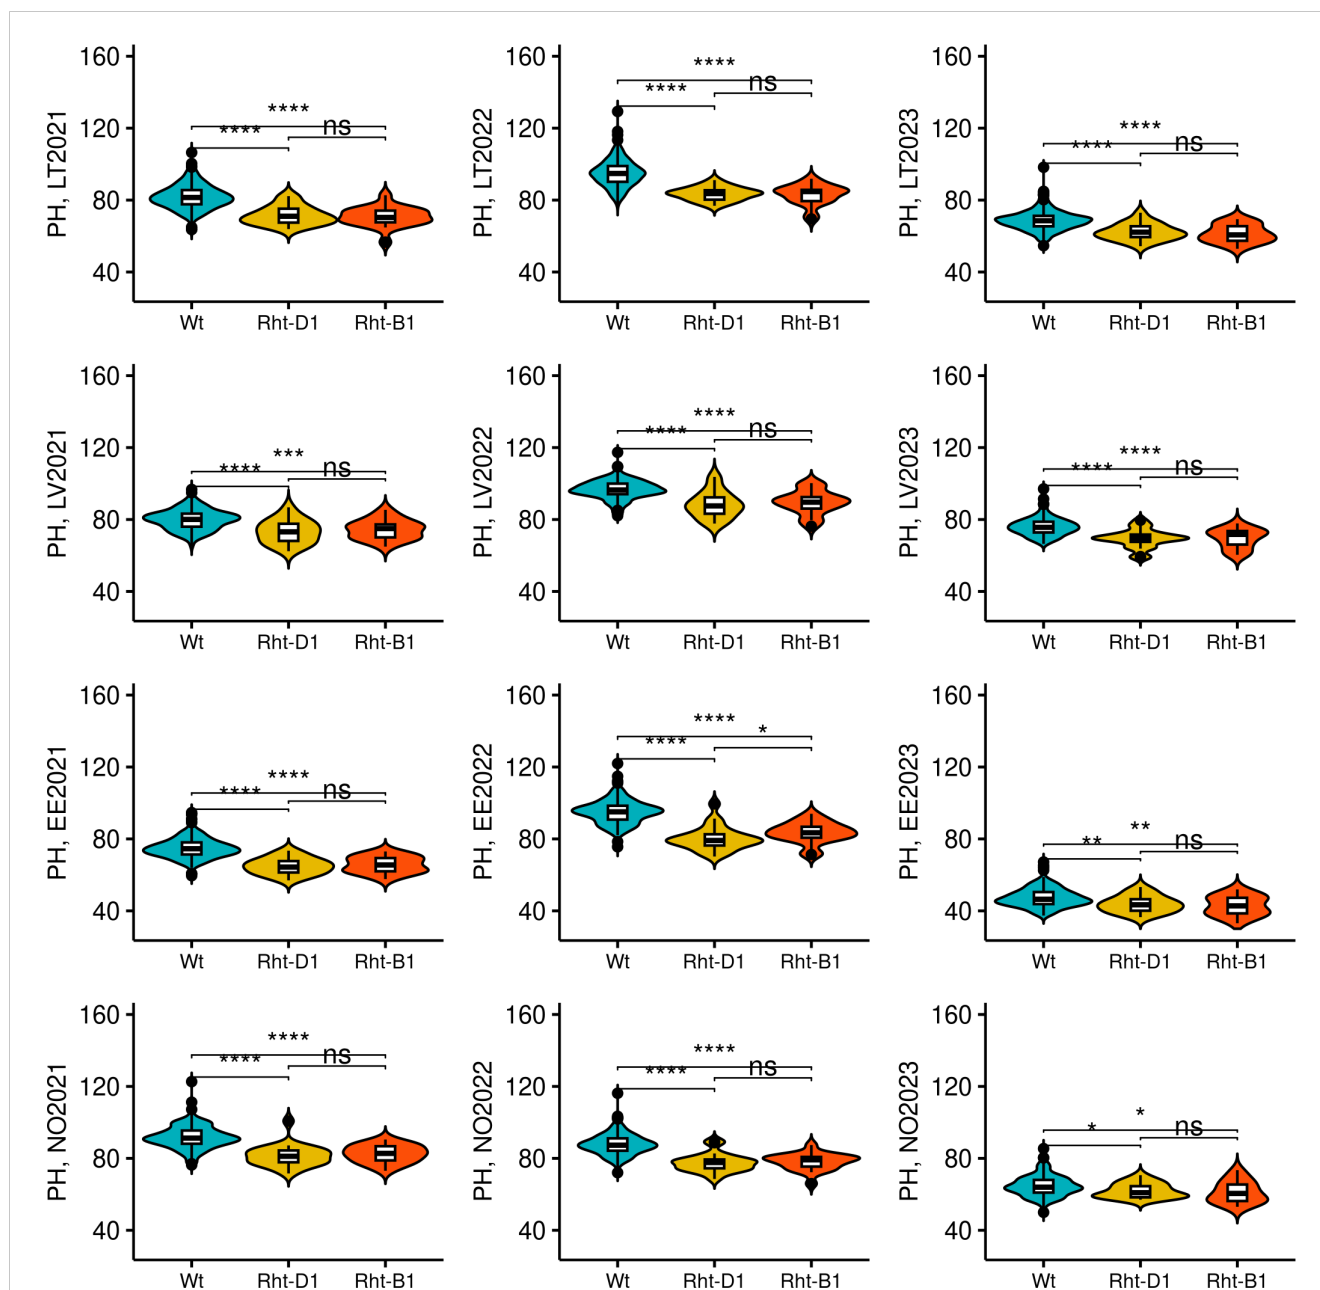 PH, LT2021
160
120
80
40
****
****
ns
Wt Rht-D1 Rht-B1
PH, LT2022
160
120
80
40
****
****
ns
Wt Rht-D1 Rht-B1
PH, LT2023
160
120
80
40
****
****
ns
Wt Rht-D1 Rht-B1
PH, LV2021
160
120
80
40
***
****
ns
Wt Rht-D1 Rht-B1
PH, LV2022
160
120
80
40
****
****
ns
Wt Rht-D1 Rht-B1
PH, LV2023
160
120
80
40
****
****
ns
Wt Rht-D1 Rht-B1
PH, EE2021
160
120
80
40
****
****
ns
Wt Rht-D1 Rht-B1
PH, EE2022
160
120
80
40
****
****
*
Wt Rht-D1 Rht-B1
PH, EE2023
160
120
80
40
**
**
ns
Wt Rht-D1 Rht-B1
PH, NO2021
160
120
80
40
****
****
ns
Wt Rht-D1 Rht-B1
PH, NO2022
160
120
80
40
****
****
ns
Wt Rht-D1 Rht-B1
PH, NO2023
160
120
80
40
*
*
ns
Wt Rht-D1 Rht-B1